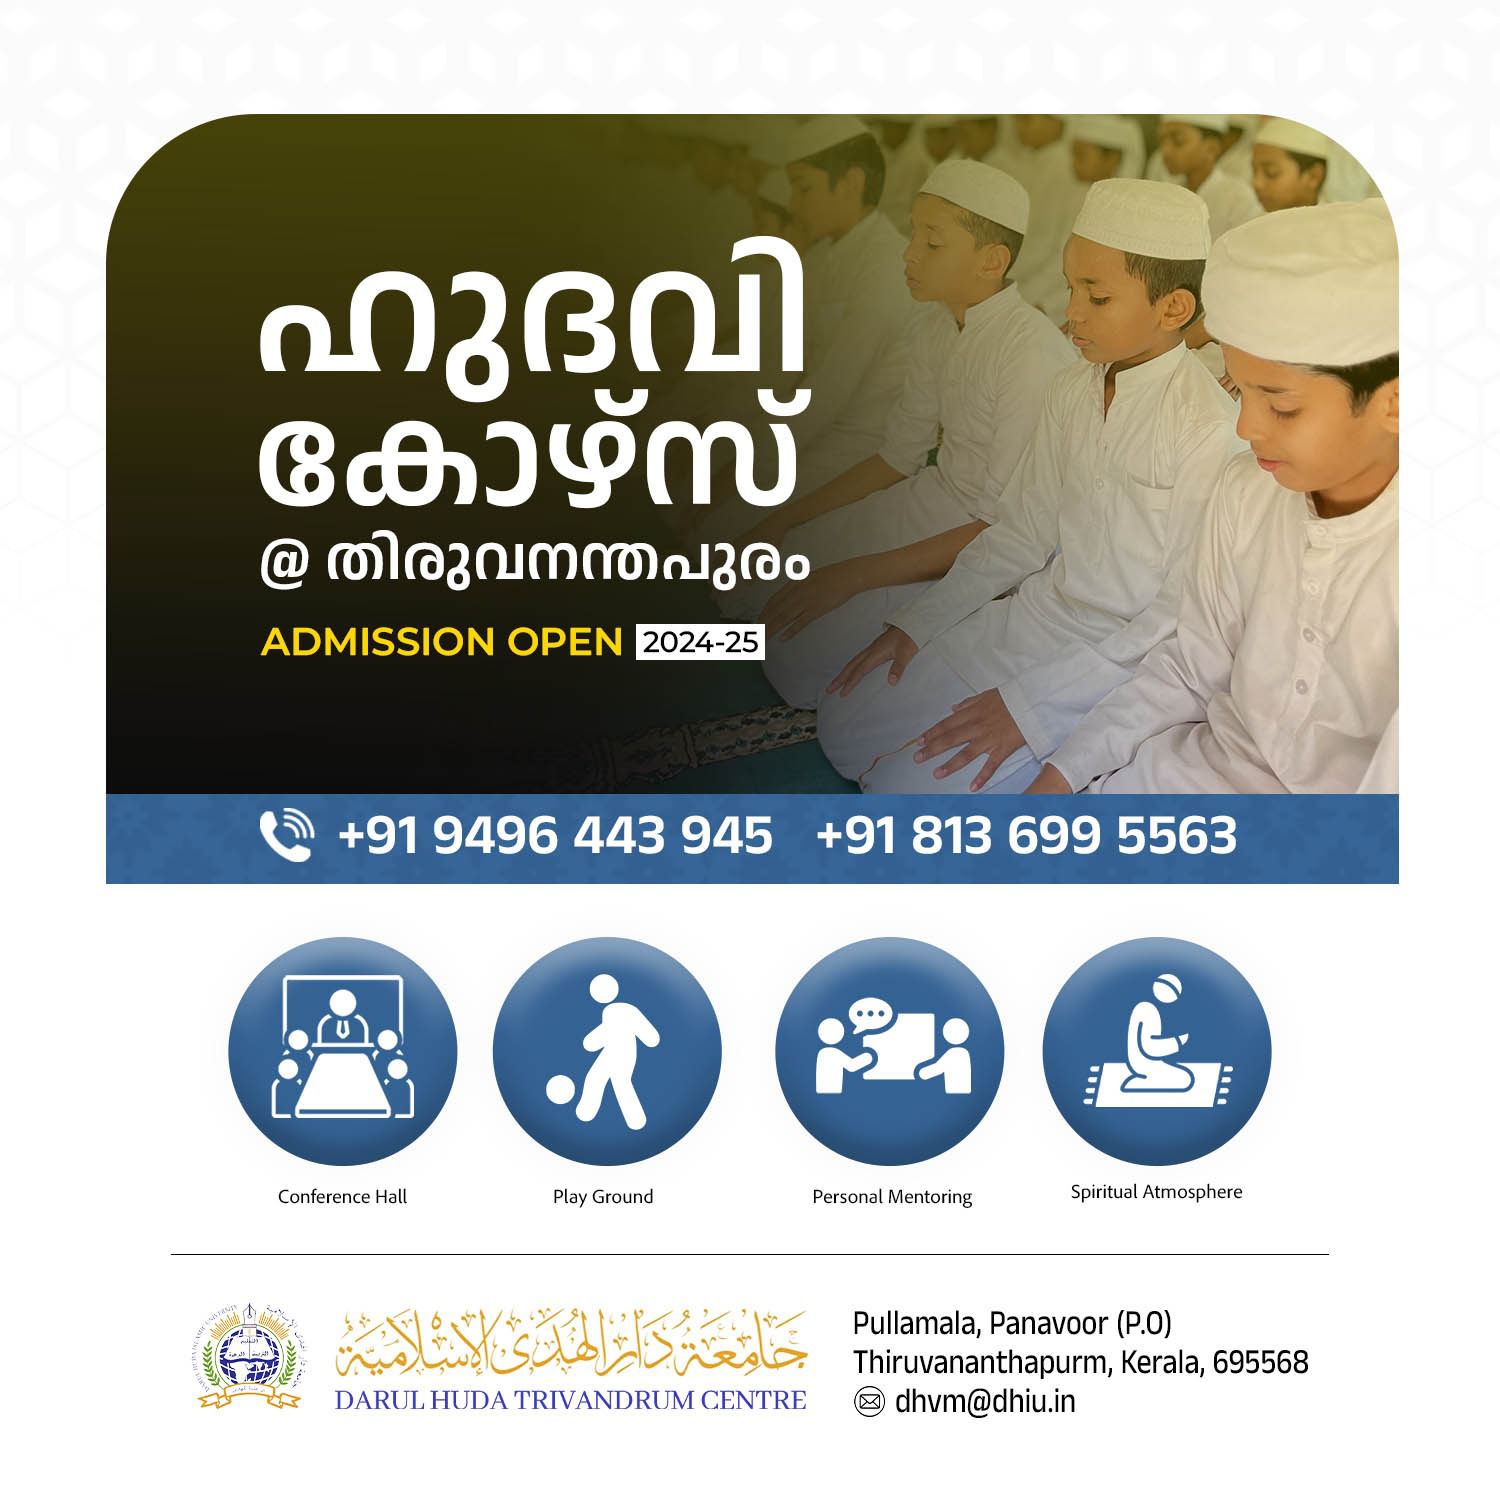 ഹുദവി
കോഴ്സ്
@ തിരുവനന്തപുരം
ADMISSION OPEN 2024-25
+91 9496 443 945 +91 813 699 5563
Conference Hall
Play Ground
Personal Mentoring
Spiritual Atmosphere
جامعة دار الهدى الإسلامية
DARUL HUDA TRIVANDRUM CENTRE
Pullamala, Panavoor (P.O)
Thiruvananthapurm, Kerala, 695568
dhvm@dhiu.in